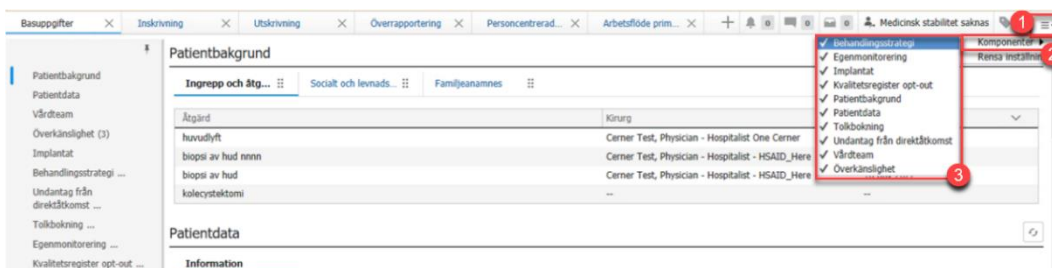 Basuppgifter × Inskrivning × Utskrivning × Överrapportering × Personcentrerad... × Arbetsflöde prim... × + 0 0 0 Medicinsk stabilitet saknas 1
Patientbakgrund
Patientdata
Vårdteam
Överkänslighet (3)
Implantat
Behandlingsstrategi ...
Undantag från
direktåtkomst ...
Tolkbokning ...
Egenmonitorering ...
Kvalitetsregister opt-out ...
Patientbakgrund
Ingrepp och åtg... Socialt och levnads... Familjeanamnes
Åtgärd Kirurg
huvudlyft Cerner Test, Physician - Hospitalist One Cerner
biopsi av hud nnnn Cerner Test, Physician - Hospitalist - HSAID_Here
biopsi av hud Cerner Test, Physician - Hospitalist - HSAID_Here
kolecystektomi -- --
Patientdata
Information
✓ Behandlingsstrategi
✓ Egenmonitorering
✓ Implantat
✓ Kvalitetsregister opt-out
✓ Patientbakgrund
✓ Patientdata
✓ Tolkbokning
✓ Undantag från direktåtkomst
✓ Vårdteam
✓ Överkänslighet
3
Komponenter
2
Rensa inställnin